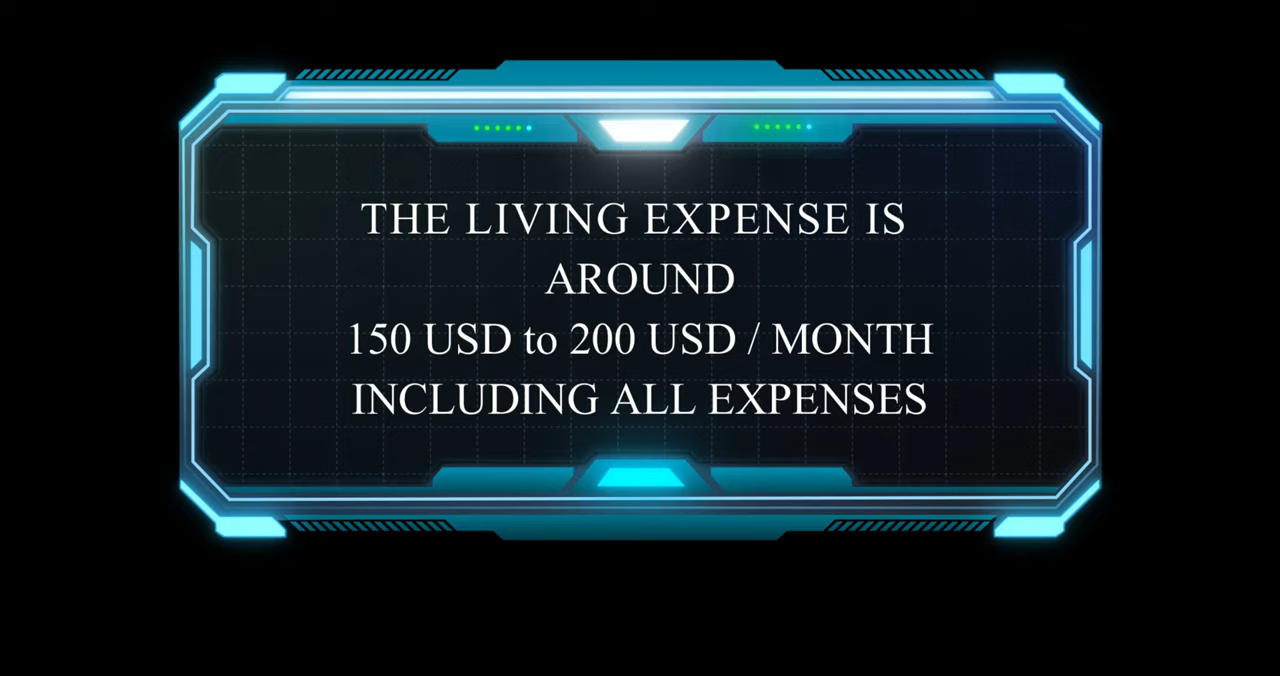 THE LIVING EXPENSE IS
AROUND
150 USD to 200 USD / MONTH
INCLUDING ALL EXPENSES